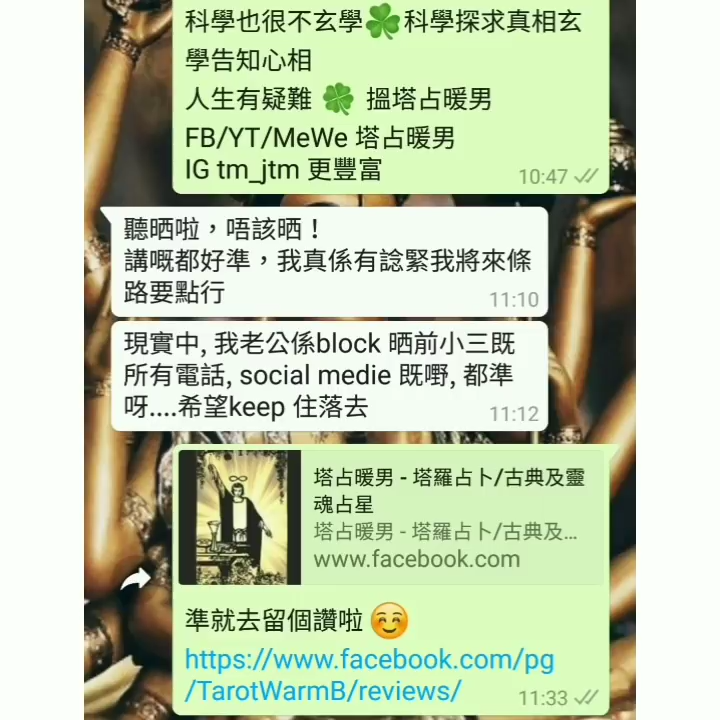 科學也很不玄學🍀科學探求真相玄
學告知心相
人生有疑難 🍀 搵塔占暖男
FB/YT/MeWe 塔占暖男
IG tm_jtm 更豐富
10:47
聽晒啦，唔該晒！
講嘅都好準，我真係有諗緊我將來條
路要點行
11:10
現實中, 我老公係block 晒前小三既
所有電話, social medie 既嘢, 都準
呀....希望keep 住落去
11:12
塔占暖男 - 塔羅占卜/古典及靈
魂占星
塔占暖男 - 塔羅占卜/古典及...
www.facebook.com
準就去留個讚啦 ☺️
https://www.facebook.com/pg
/TarotWarmB/reviews/
11:33